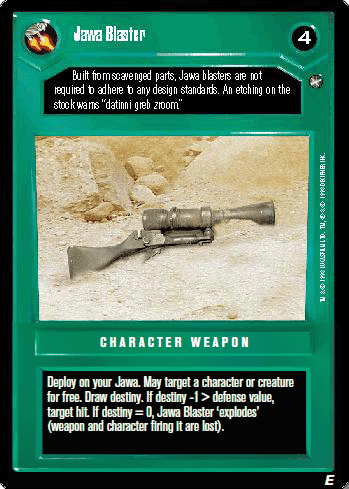 Jawa Blaster
4
Built from scavenged parts, Jawa blasters are not
required to adhere to any design standards. An etching on the
stock warns "datinni greb zroom."
CHARACTER WEAPON
Deploy on your Jawa. May target a character or creature
for free. Draw destiny. If destiny -1 > defense value,
target hit. If destiny = 0, Jawa Blaster 'explodes'
(weapon and character firing it are lost).
E